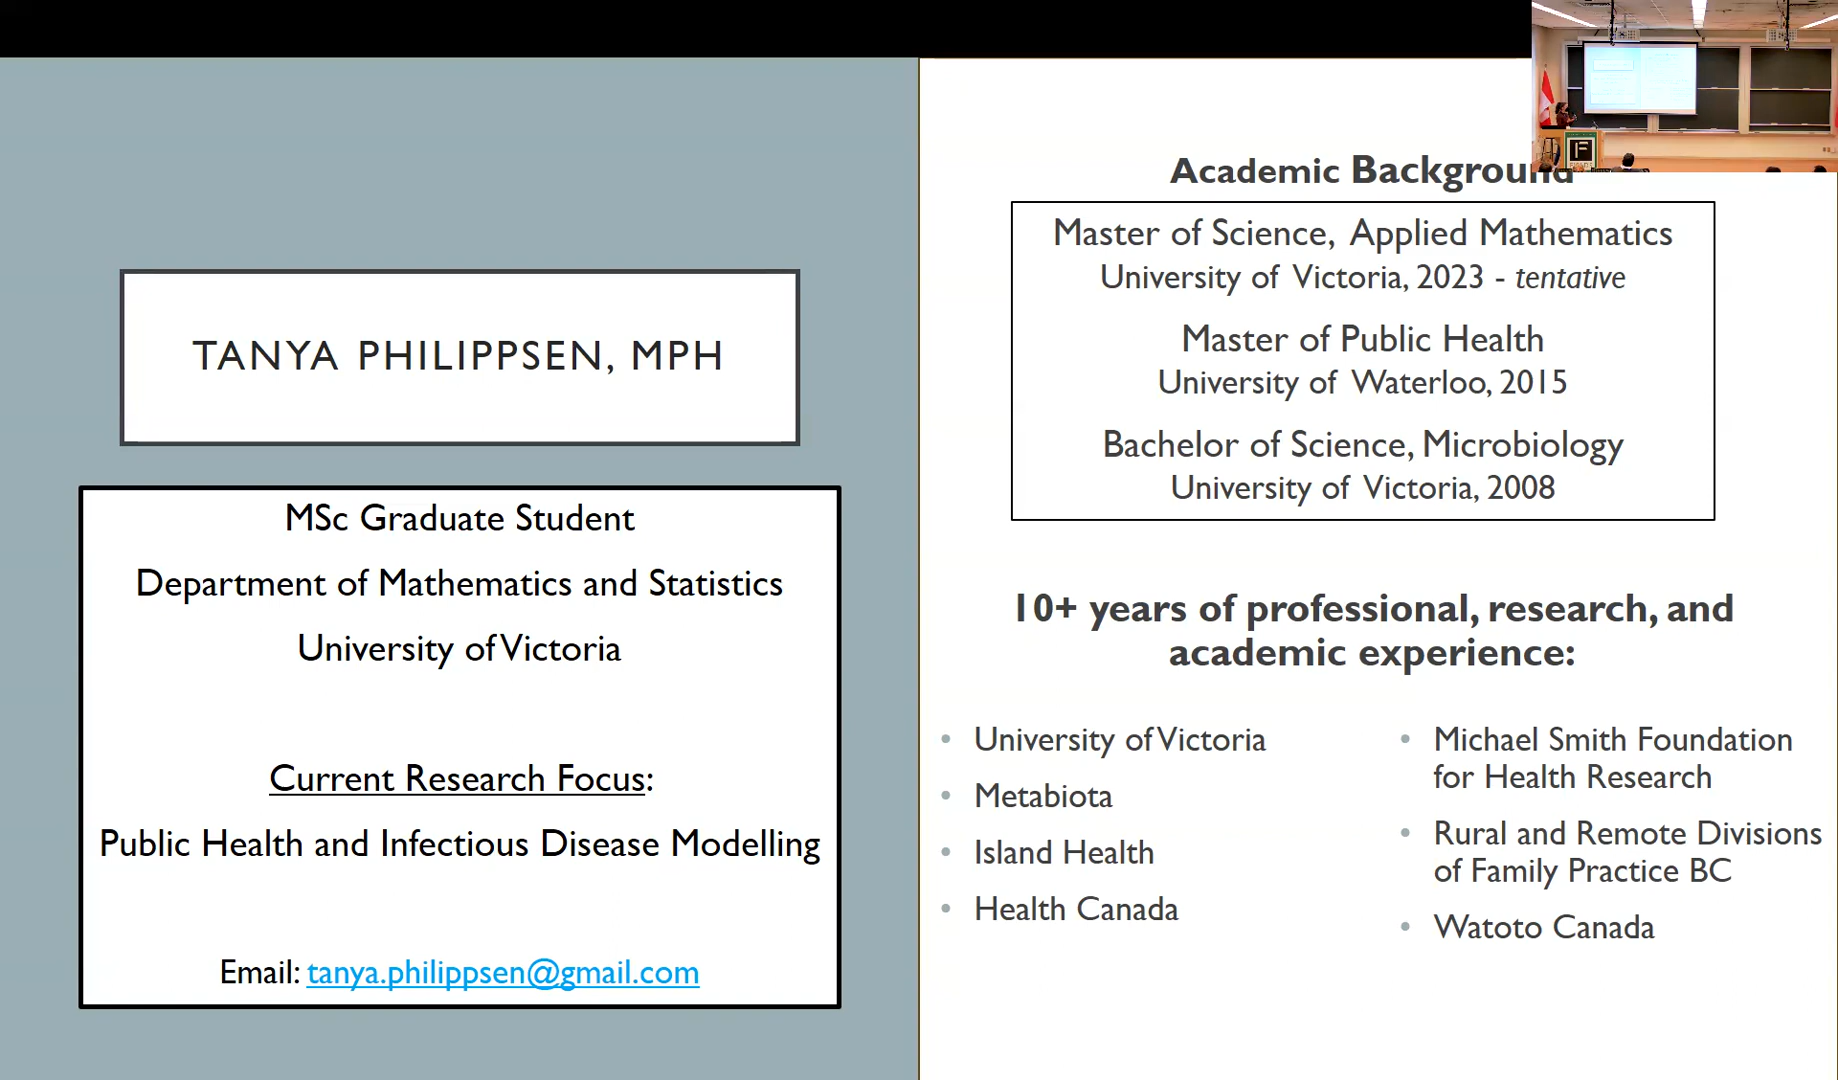 TANYA PHILIPPSEN, MPH
MSc Graduate Student
Department of Mathematics and Statistics
University of Victoria
Current Research Focus:
Public Health and Infectious Disease Modelling
Email: tanya.philippsen@gmail.com
Academic Background
Master of Science, Applied Mathematics
University of Victoria, 2023 - tentative
Master of Public Health
University of Waterloo, 2015
Bachelor of Science, Microbiology
University of Victoria, 2008
10+ years of professional, research, and
academic experience:
• University of Victoria
• Metabiota
• Island Health
• Health Canada
• Michael Smith Foundation
for Health Research
• Rural and Remote Divisions
of Family Practice BC
• Watoto Canada